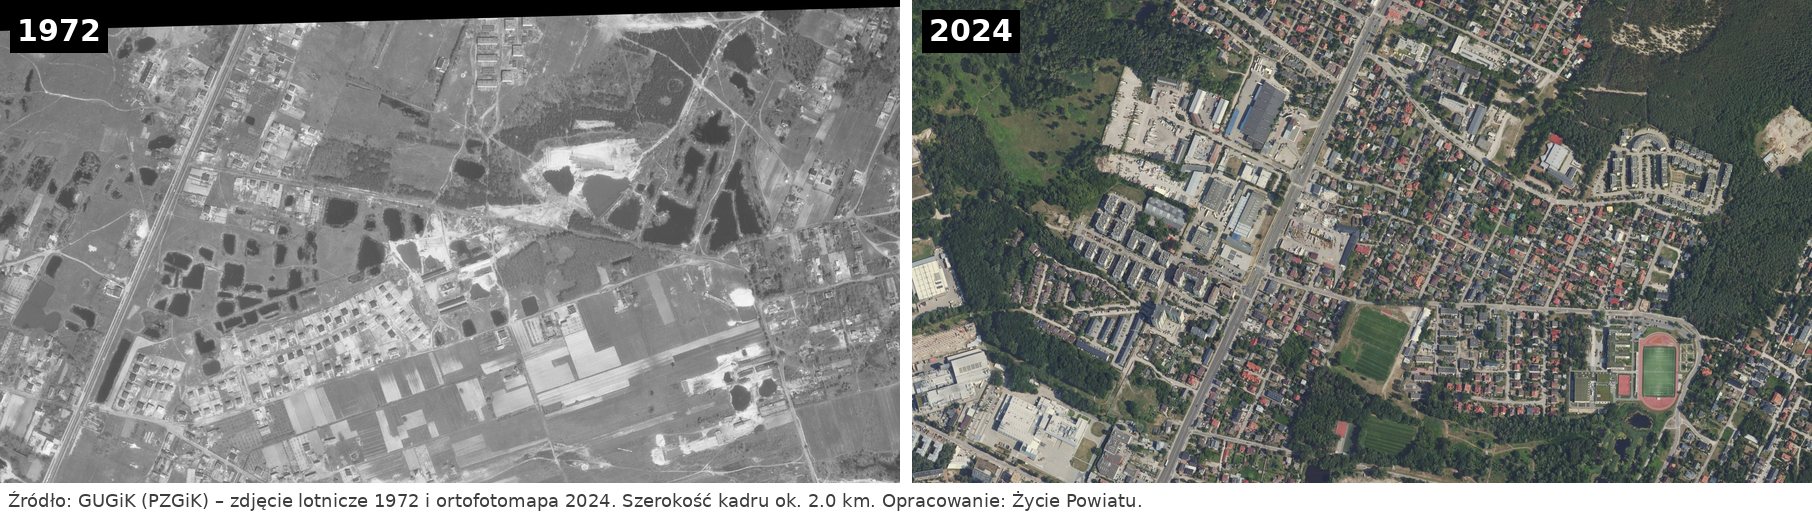 1972
2024
Źródło: GUGiK (PZGiK) – zdjęcie lotnicze 1972 i ortofotomapa 2024. Szerokość kadru ok. 2.0 km. Opracowanie: Życie Powiatu.